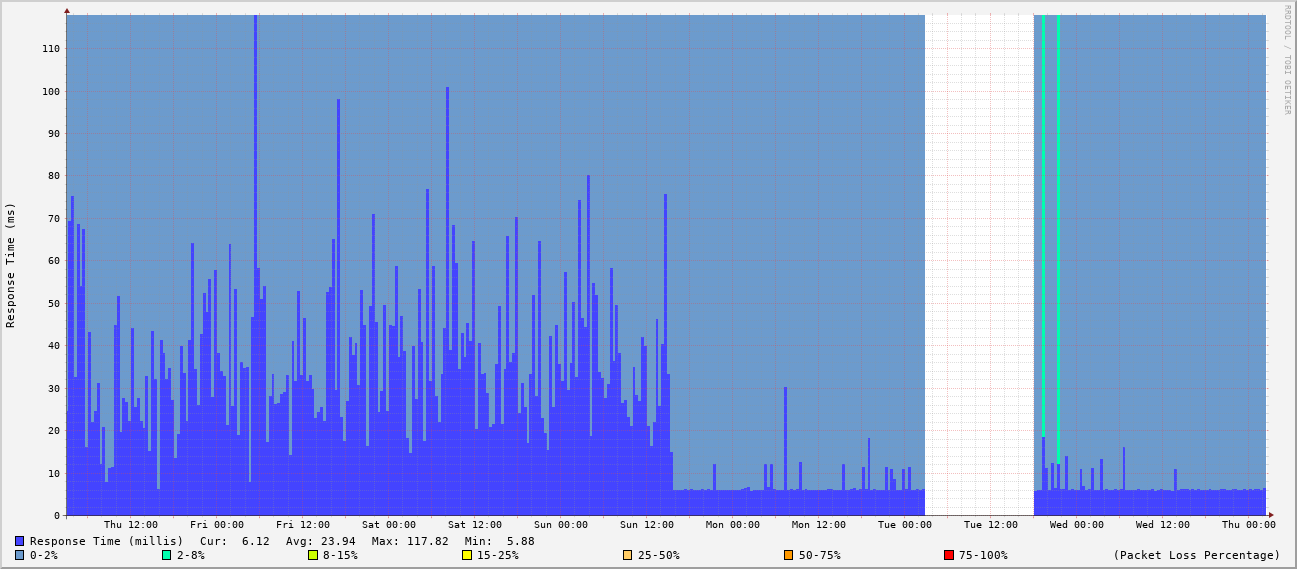 RRDTOOL / TOBI OETIKER
Response Time (ms)
110
100
90
80
70
60
50
40
30
20
10
0
Thu 12:00 Fri 00:00 Fri 12:00 Sat 00:00 Sat 12:00 Sun 00:00 Sun 12:00 Mon 00:00 Mon 12:00 Tue 00:00 Tue 12:00 Wed 00:00 Wed 12:00 Thu 00:00
Response Time (millis) Cur: 6.12 Avg: 23.94 Max: 117.82 Min: 5.88
0-2% 2-8% 8-15% 15-25% 25-50% 50-75% 75-100% (Packet Loss Percentage)